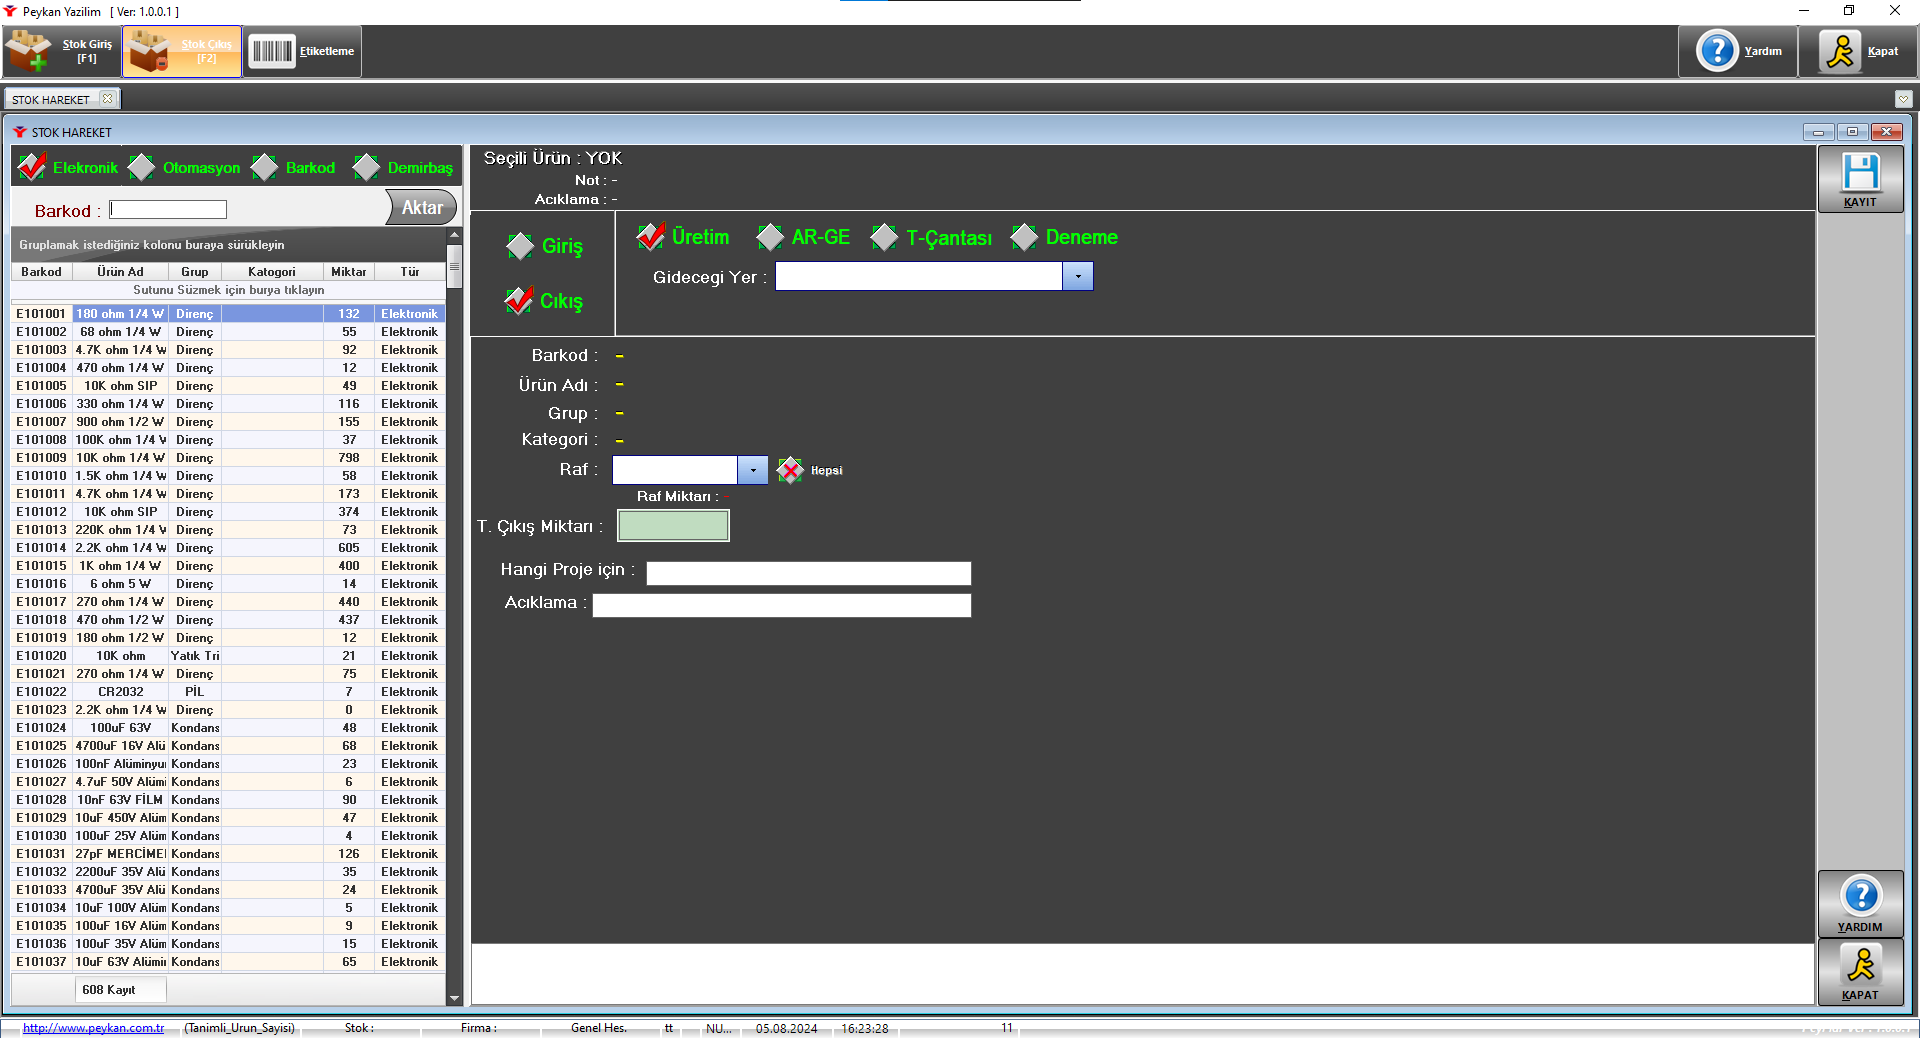 Peykan Yazilim [ Ver: 1.0.0.1 ]
Stok Giriş [F1]
Stok Çıkış [F2]
Etiketleme
Yardım
Kapat
STOK HAREKET
STOK HAREKET
Elekronik Otomasyon Barkod Demirbaş
Barkod : Aktar
Gruplamak istediğiniz kolonu buraya sürükleyin
Barkod Ürün Ad Grup Katogori Miktar Tür
Sutunu Süzmek için burya tıklayın
E101001 180 ohm 1/4 W Direnç 132 Elektronik
E101002 68 ohm 1/4 W Direnç 55 Elektronik
E101003 4.7K ohm 1/4 W Direnç 92 Elektronik
E101004 470 ohm 1/4 W Direnç 12 Elektronik
E101005 10K ohm SIP Direnç 49 Elektronik
E101006 330 ohm 1/4 W Direnç 116 Elektronik
E101007 900 ohm 1/2 W Direnç 155 Elektronik
E101008 100K ohm 1/4 W Direnç 37 Elektronik
E101009 10K ohm 1/4 W Direnç 798 Elektronik
E101010 1.5K ohm 1/4 W Direnç 58 Elektronik
E101011 4.7K ohm 1/4 W Direnç 173 Elektronik
E101012 10K ohm SIP Direnç 374 Elektronik
E101013 220K ohm 1/4 W Direnç 73 Elektronik
E101014 2.2K ohm 1/4 W Direnç 605 Elektronik
E101015 1K ohm 1/4 W Direnç 400 Elektronik
E101016 6 ohm 5 W Direnç 14 Elektronik
E101017 270 ohm 1/4 W Direnç 440 Elektronik
E101018 470 ohm 1/2 W Direnç 437 Elektronik
E101019 180 ohm 1/2 W Direnç 12 Elektronik
E101020 10K ohm Yatık Tri 21 Elektronik
E101021 270 ohm 1/4 W Direnç 75 Elektronik
E101022 CR2032 PİL 7 Elektronik
E101023 2.2K ohm 1/4 W Direnç 0 Elektronik
E101024 100uF 63V Kondans 48 Elektronik
E101025 4700uF 16V Alü Kondans 68 Elektronik
E101026 100nF Alüminyu Kondans 23 Elektronik
E101027 4.7uF 50V Alümi Kondans 6 Elektronik
E101028 10nF 63V FİLM Kondans 90 Elektronik
E101029 10uF 450V Alüm Kondans 47 Elektronik
E101030 100uF 25V Alüm Kondans 4 Elektronik
E101031 27pF MERCİME Kondans 126 Elektronik
E101032 2200uF 35V Alü Kondans 35 Elektronik
E101033 4700uF 35V Alü Kondans 24 Elektronik
E101034 10uF 100V Alüm Kondans 5 Elektronik
E101035 100uF 16V Alüm Kondans 9 Elektronik
E101036 100uF 35V Alüm Kondans 15 Elektronik
E101037 10uF 63V Alümin Kondans 65 Elektronik
608 Kayıt
Seçili Ürün : YOK
Not : -
Acıklama : -
Giriş
Cıkış
Üretim AR-GE T-Çantası Deneme
Gidecegi Yer :
Barkod : -
Ürün Adı : -
Grup : -
Kategori : -
Raf : Hepsi
Raf Miktarı : -
T. Çıkış Miktarı :
Hangi Proje için :
Acıklama :
KAYIT
YARDIM
KAPAT
http://www.peykan.com.tr (Tanimli_Urun_Sayisi) Stok : Firma : Genel Hes. tt NU... 05.08.2024 16:23:28 11